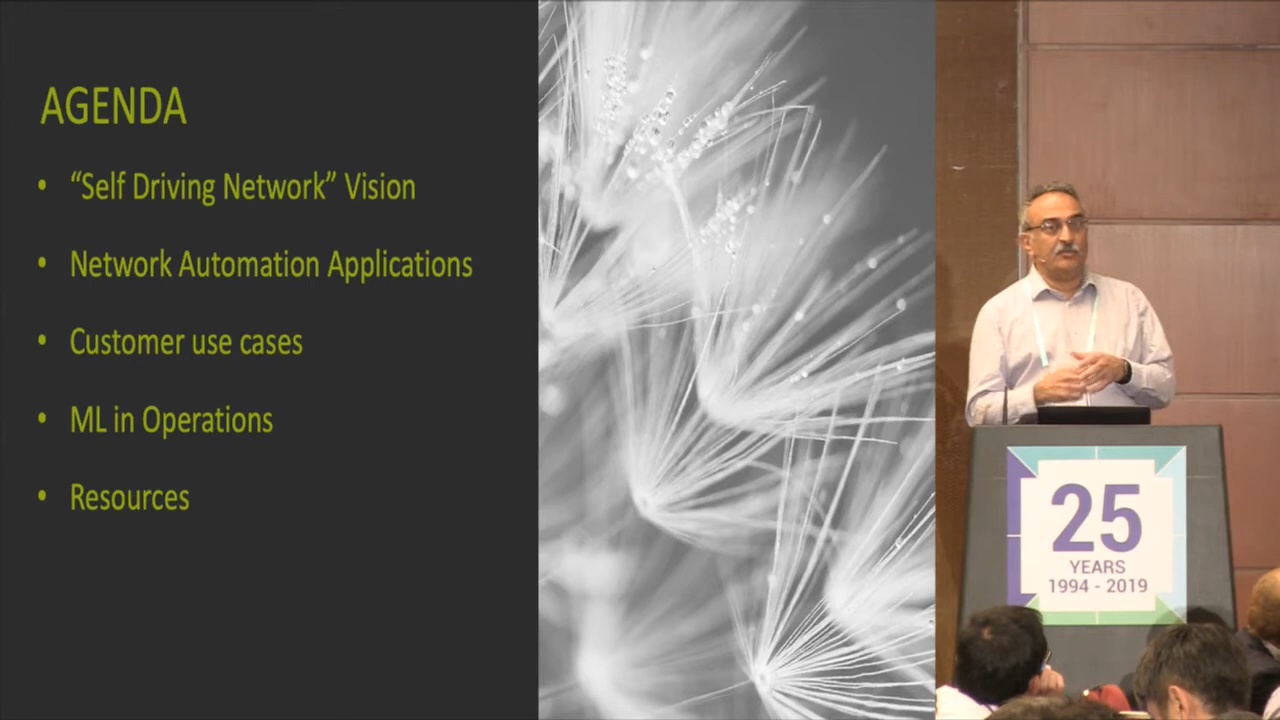 AGENDA
• “Self Driving Network” Vision
• Network Automation Applications
• Customer use cases
• ML in Operations
• Resources
25
YEARS
1994 - 2019